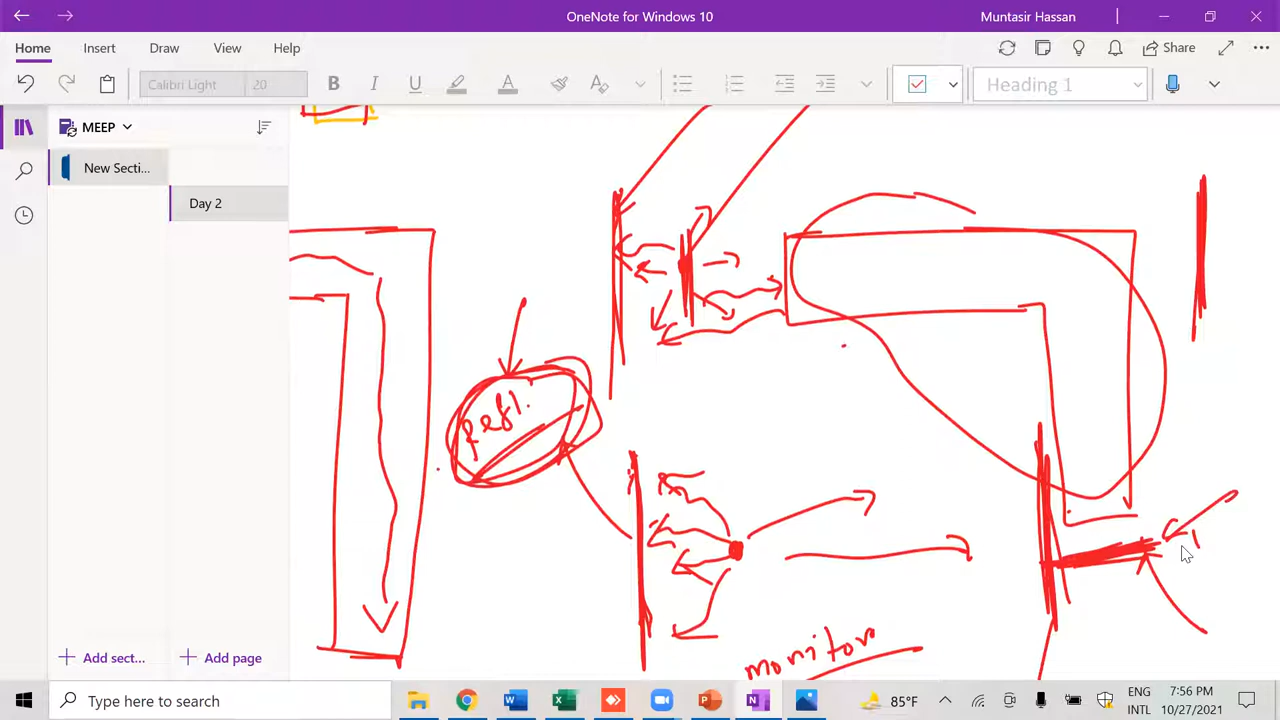 OneNote for Windows 10
Muntasir Hassan
Home
Insert
Draw
View
Help
Share
Calibri Light
20
B
I
U
A
Heading 1
MEEP
New Secti...
Day 2
Refl.
monitor
Add sect...
Add page
Type here to search
85°F
ENG
INTL
7:56 PM
10/27/2021